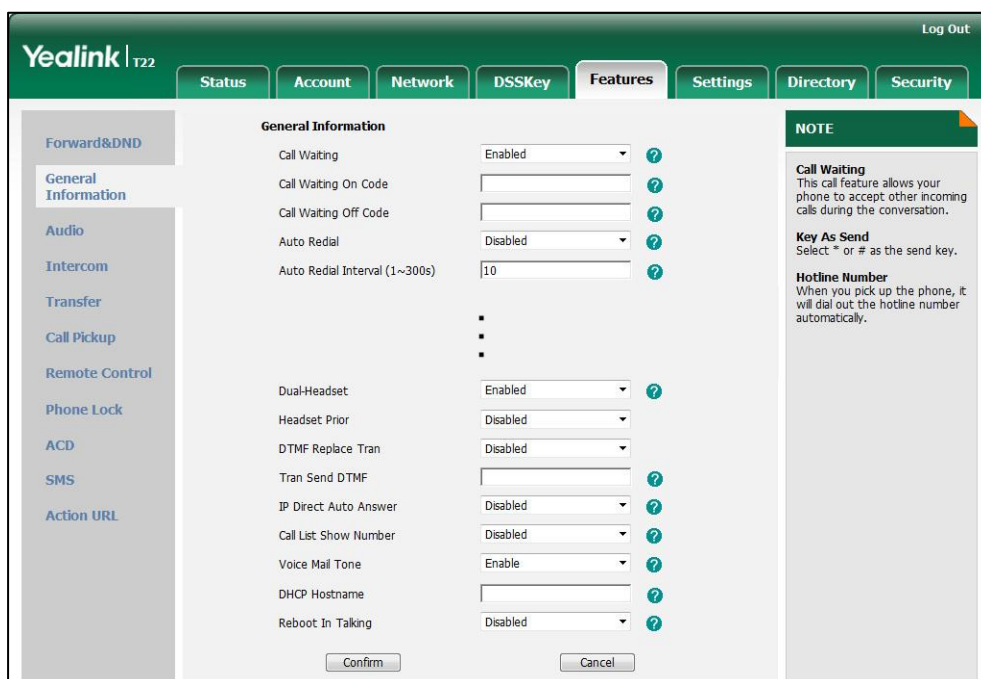 Log Out
Yealink T22
Status Account Network DSSKey Features Settings Directory Security
Forward&DND
General
Information
Audio
Intercom
Transfer
Call Pickup
Remote Control
Phone Lock
ACD
SMS
Action URL
General Information
Call Waiting Enabled ?
Call Waiting On Code ?
Call Waiting Off Code ?
Auto Redial Disabled ?
Auto Redial Interval (1~300s) 10 ?
Dual-Headset Enabled ?
Headset Prior Disabled
DTMF Replace Tran Disabled
Tran Send DTMF ?
IP Direct Auto Answer Disabled ?
Call List Show Number Disabled ?
Voice Mail Tone Enable ?
DHCP Hostname ?
Reboot In Talking Disabled ?
Confirm Cancel
NOTE
Call Waiting
This call feature allows your
phone to accept other incoming
calls during the conversation.
Key As Send
Select * or # as the send key.
Hotline Number
When you pick up the phone, it
will dial out the hotline number
automatically.